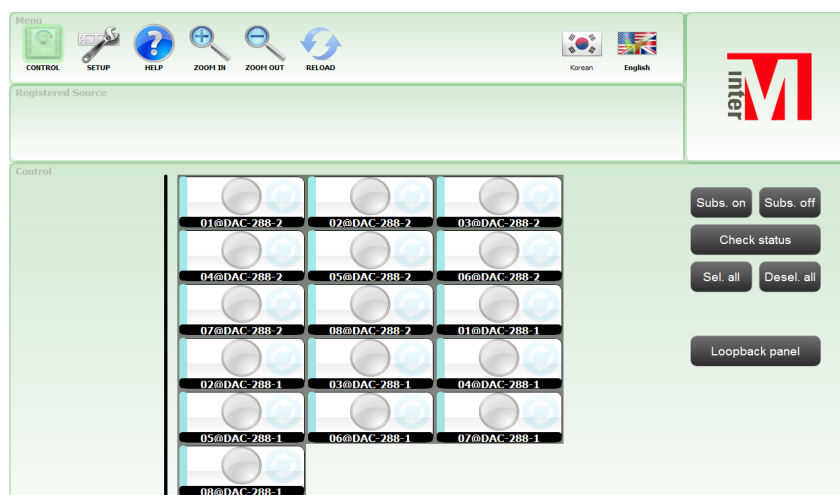 Menu
CONTROL SETUP HELP ZOOM IN ZOOM OUT RELOAD Korean English
Registered Source
inter M
Control
01@DAC-288-2 02@DAC-288-2 03@DAC-288-2
04@DAC-288-2 05@DAC-288-2 06@DAC-288-2
07@DAC-288-2 08@DAC-288-2 01@DAC-288-1
02@DAC-288-1 03@DAC-288-1 04@DAC-288-1
05@DAC-288-1 06@DAC-288-1 07@DAC-288-1
08@DAC-288-1
Subs. on Subs. off
Check status
Sel. all Desel. all
Loopback panel